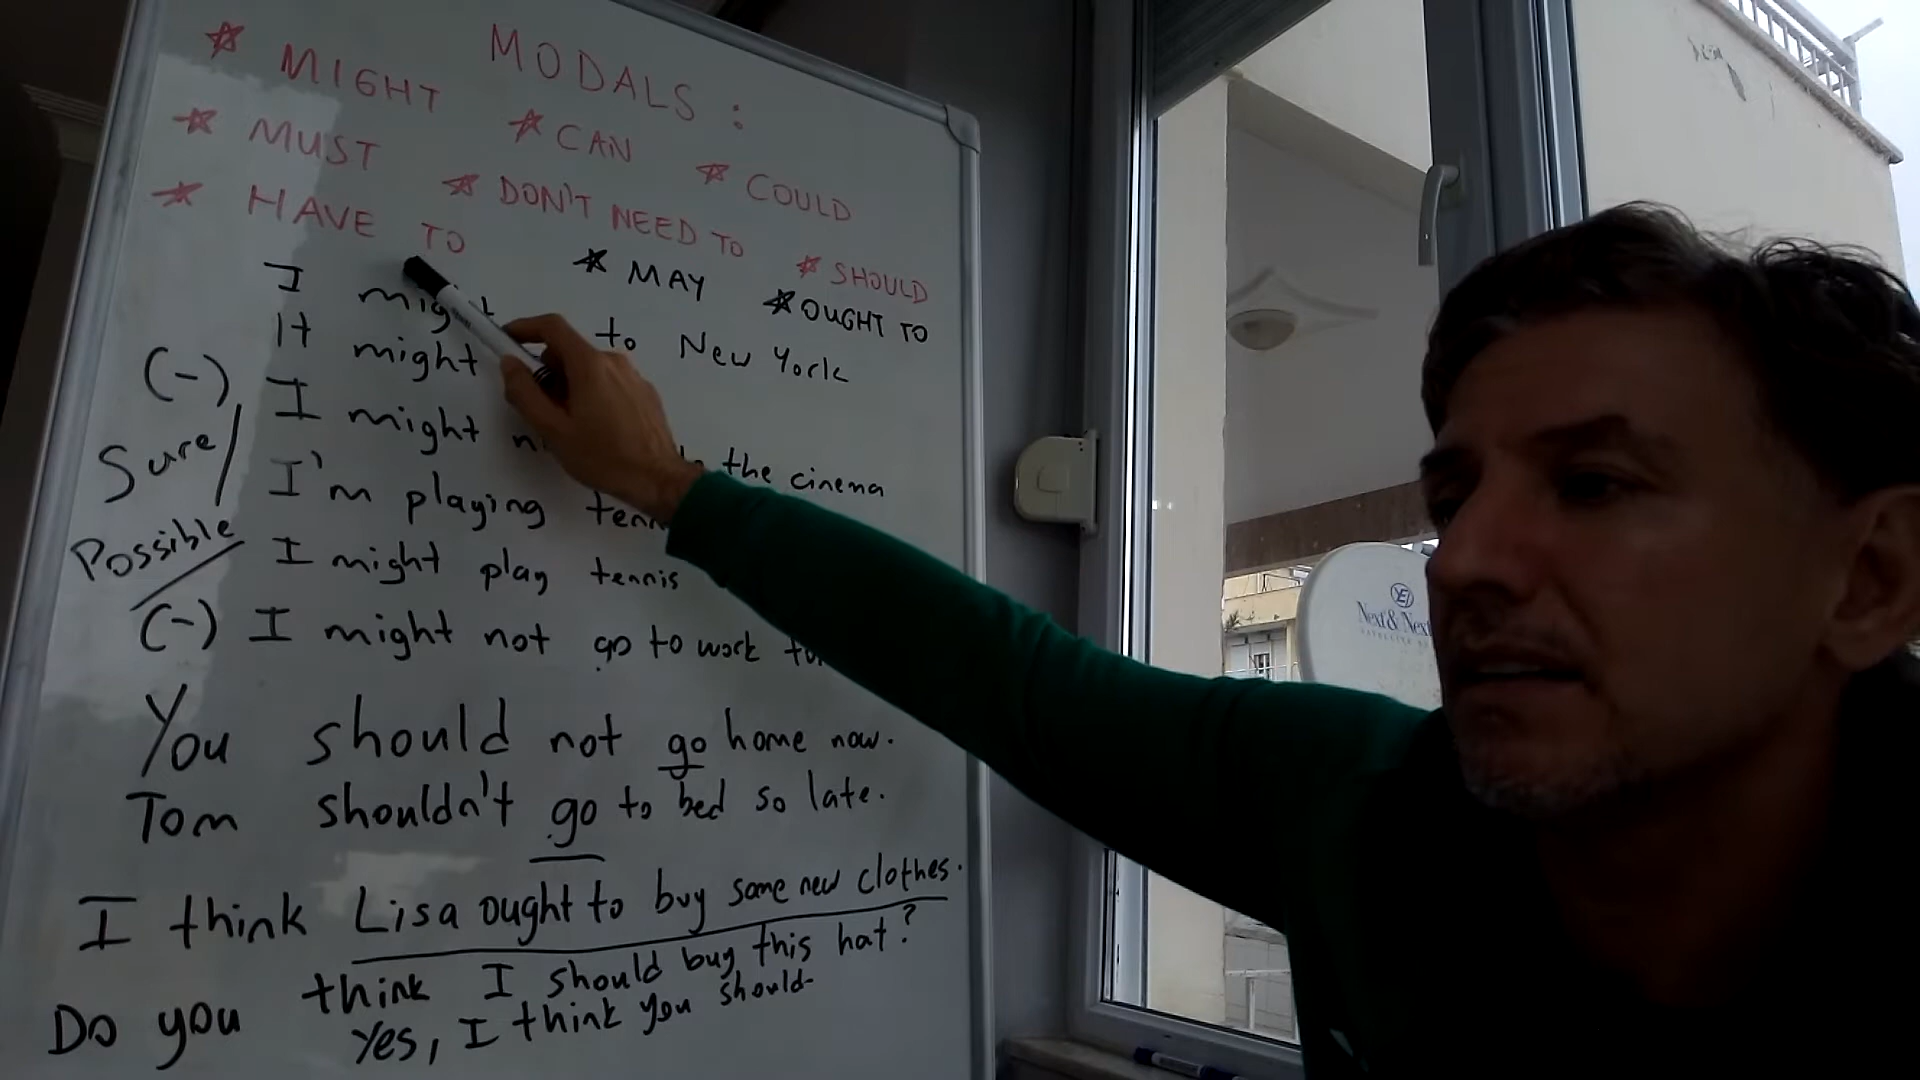 MODALS :
* MIGHT * CAN * COULD
* MUST * DON'T NEED TO * SHOULD
* HAVE TO * MAY * OUGHT TO
I might to New York
It might
(-) I might the cinema
Sure / I'm playing
Possible I might play tennis
(-) I might not go to work
You should not go home now.
Tom shouldn't go to bed so late.
I think Lisa ought to buy some new clothes.
Do you think I should buy this hat?
Yes, I think you should.
Next & Next